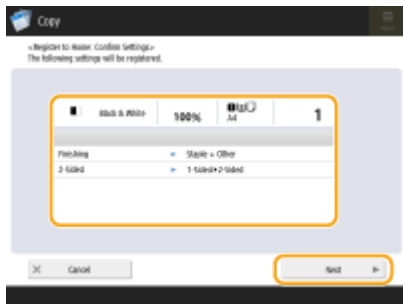 Copy
<Register to Home: Confirm Settings>
The following settings will be registered.
Black & White
100%
A4
1
Finishing
Staple + Other
2-Sided
1-Sided▸2-Sided
Cancel
Next